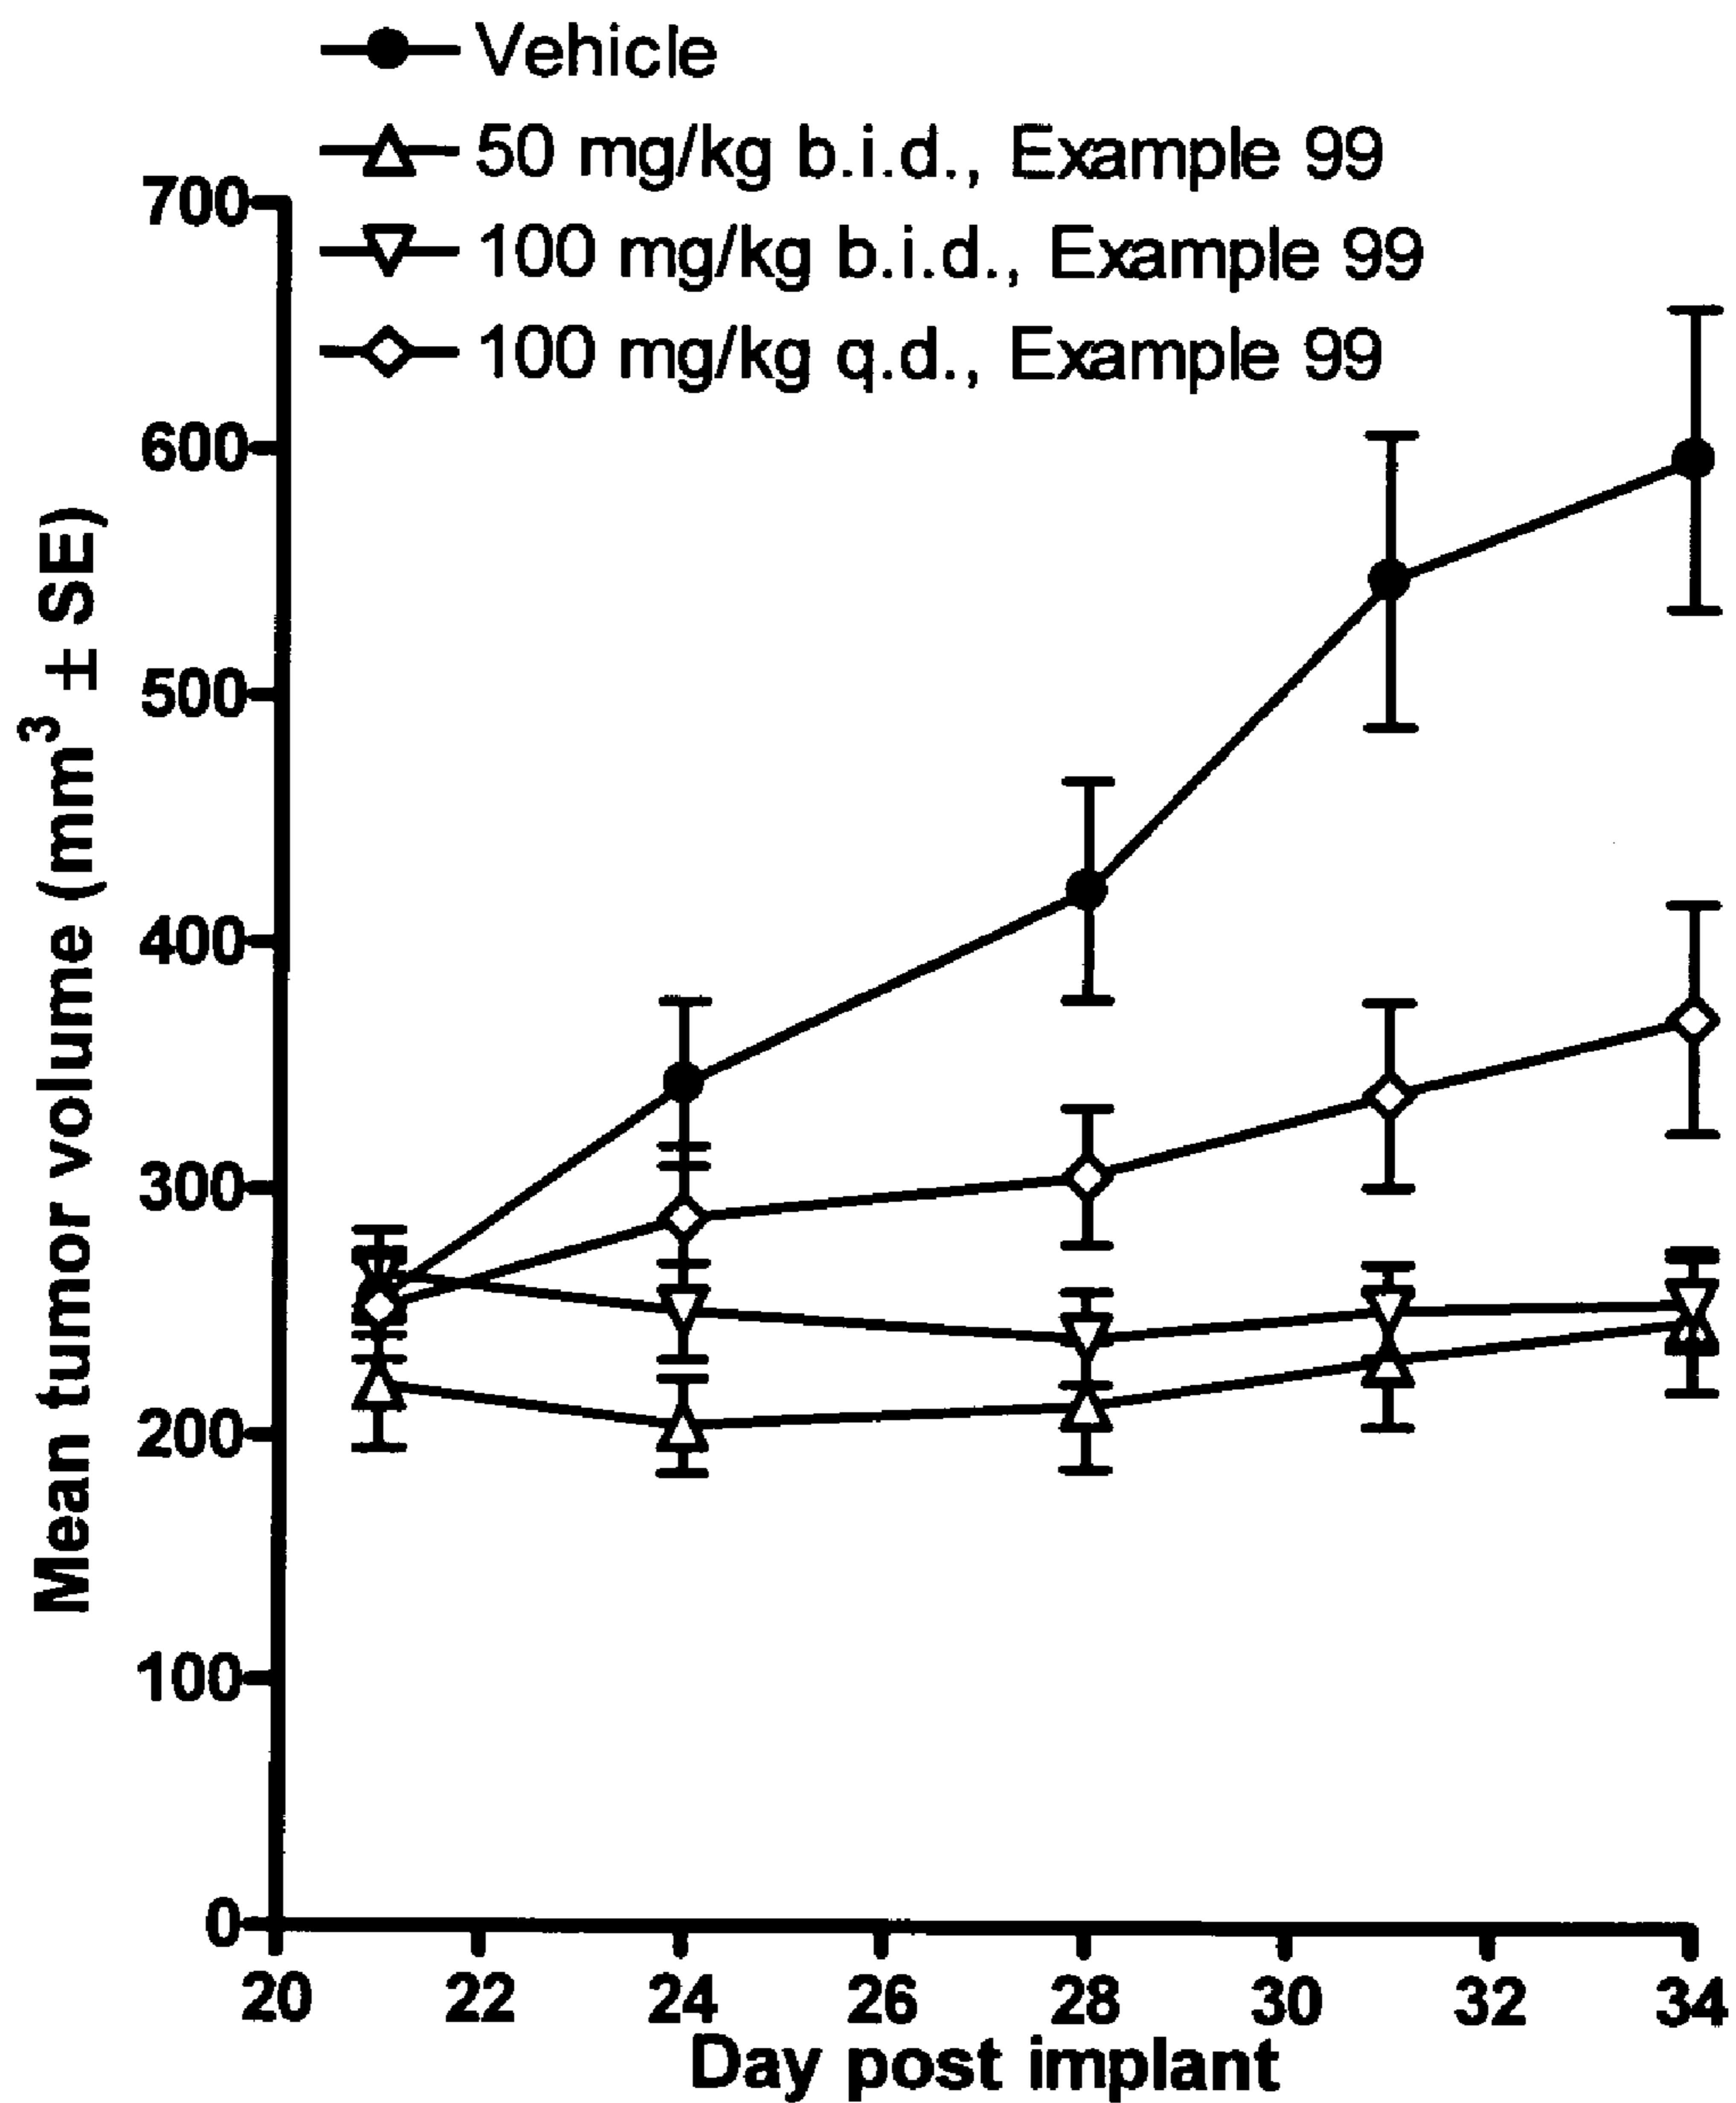 Vehicle
50 mg/kg b.i.d., Example 99
100 mg/kg b.i.d., Example 99
100 mg/kg q.d., Example 99
700
600
500
400
300
200
100
0
Mean tumor volume (mm³ ± SE)
20 22 24 26 28 30 32 34
Day post implant